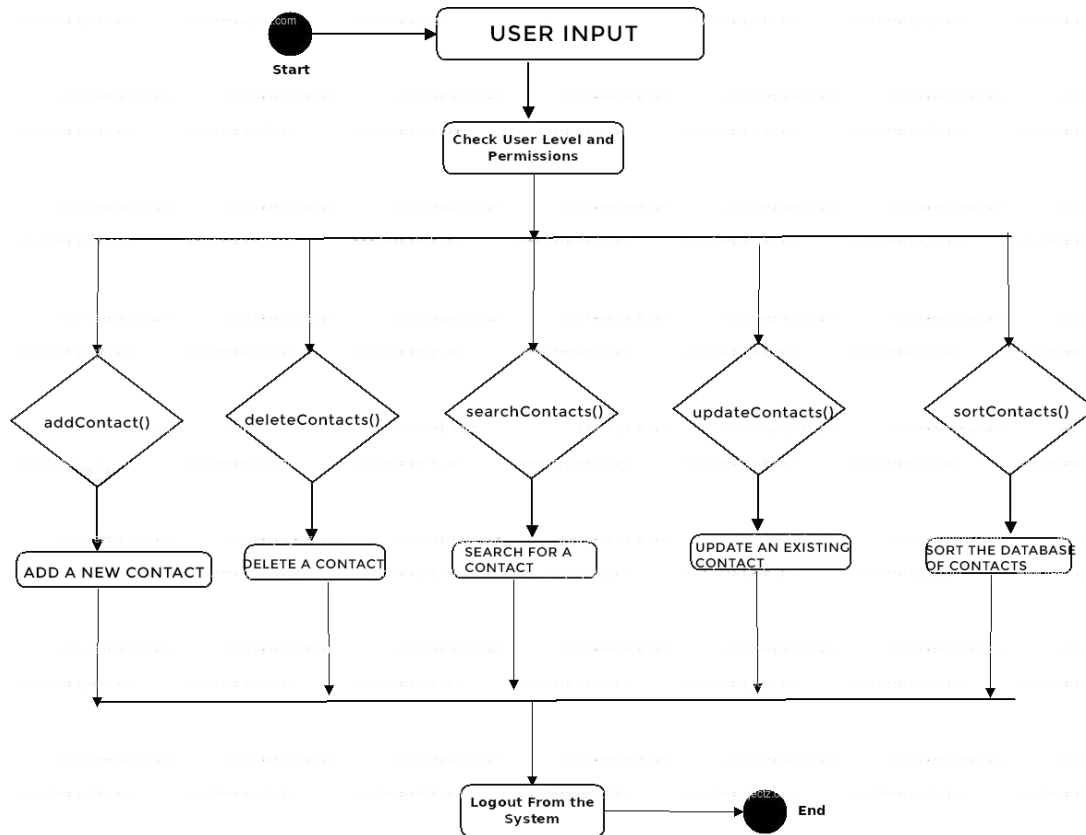 USER INPUT
Start
Check User Level and
Permissions
addContact()
deleteContacts()
searchContacts()
updateContacts()
sortContacts()
ADD A NEW CONTACT
DELETE A CONTACT
SEARCH FOR A
CONTACT
UPDATE AN EXISTING
CONTACT
SORT THE DATABASE
OF CONTACTS
Logout From the
System
End